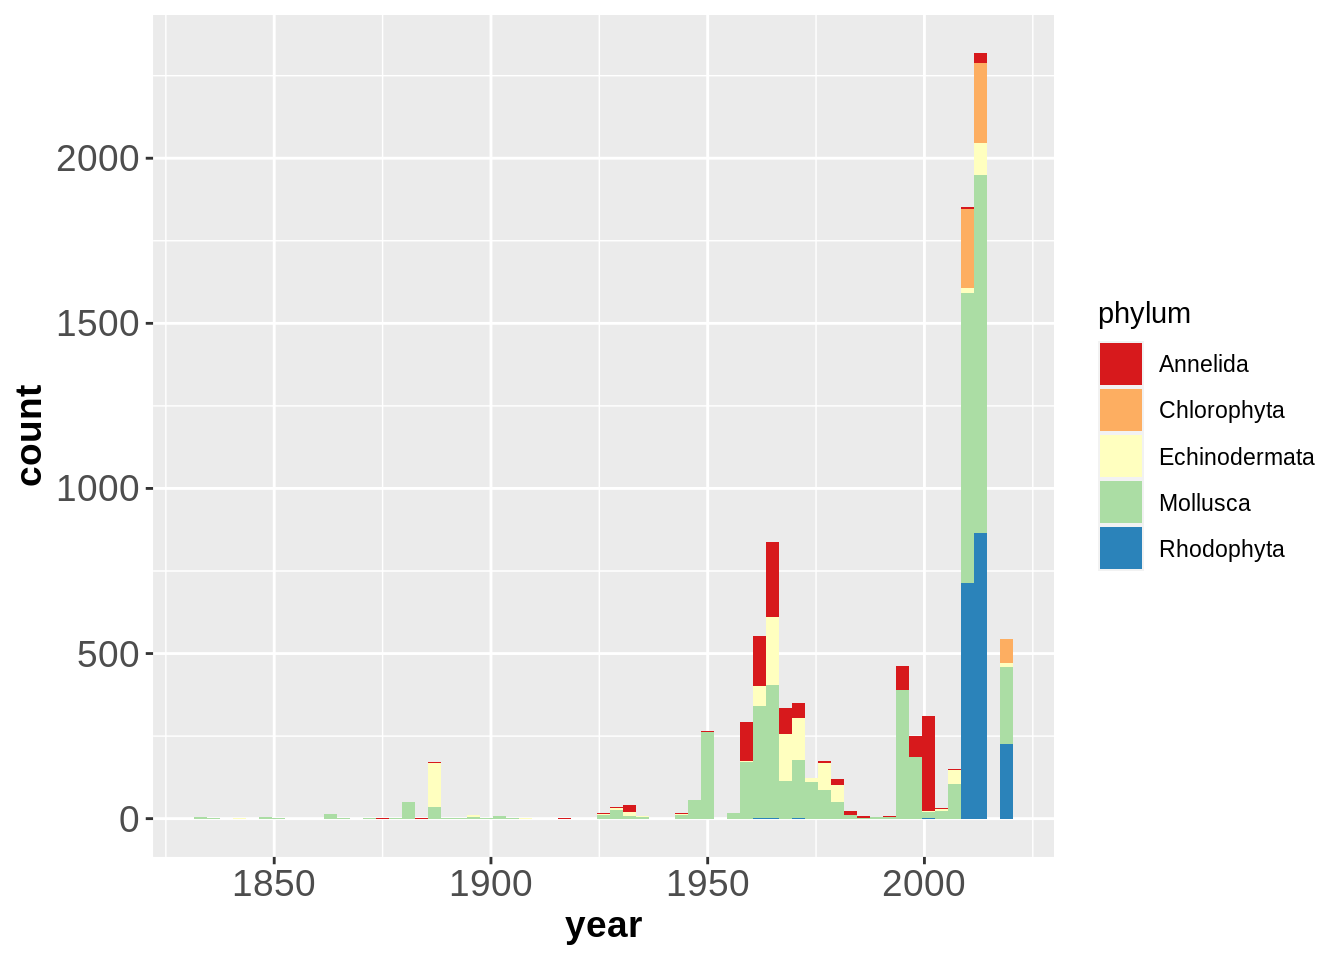 2000
1500
1000
500
0
count
1850 1900 1950 2000
year
phylum
Annelida
Chlorophyta
Echinodermata
Mollusca
Rhodophyta